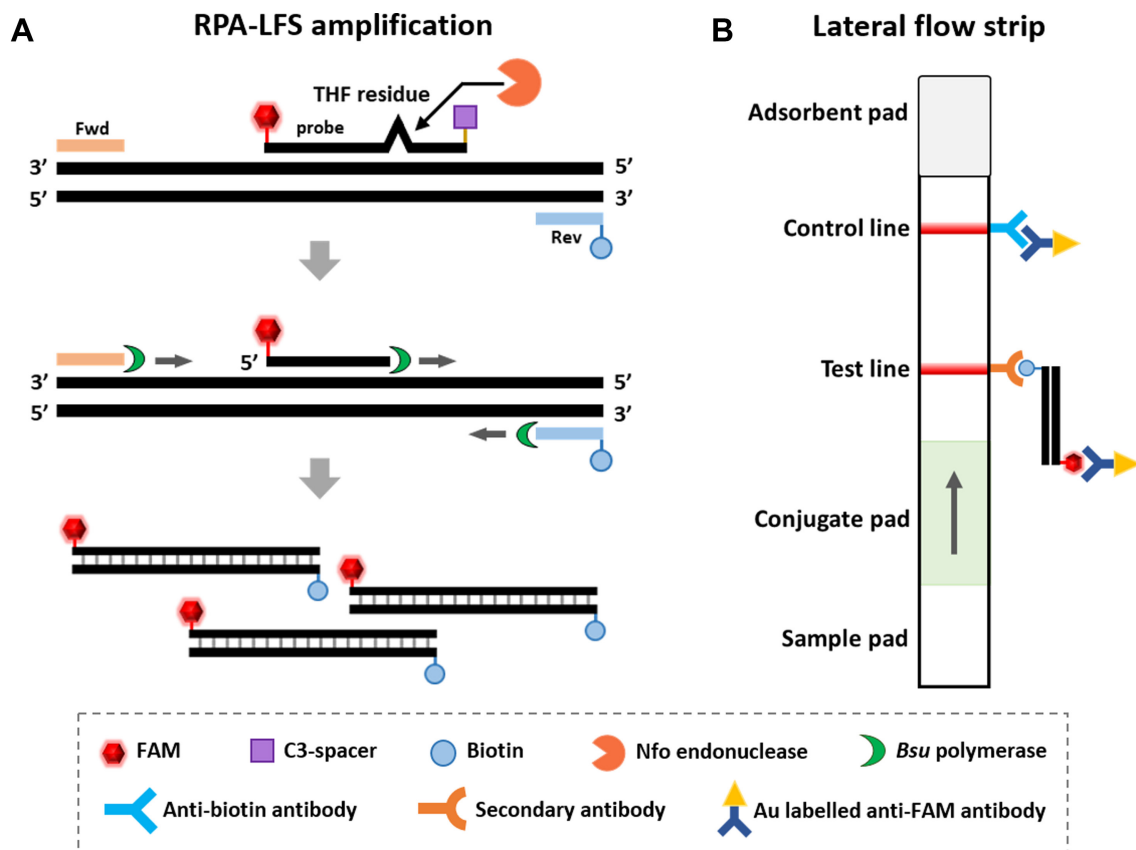 A
RPA-LFS amplification
THF residue
Fwd
probe
3’
5’
5’
3’
Rev
5’
3’
5’
5’
3’
B
Lateral flow strip
Adsorbent pad
Control line
Test line
Conjugate pad
Sample pad
FAM
C3-spacer
Biotin
Nfo endonuclease
Bsu polymerase
Anti-biotin antibody
Secondary antibody
Au labelled anti-FAM antibody